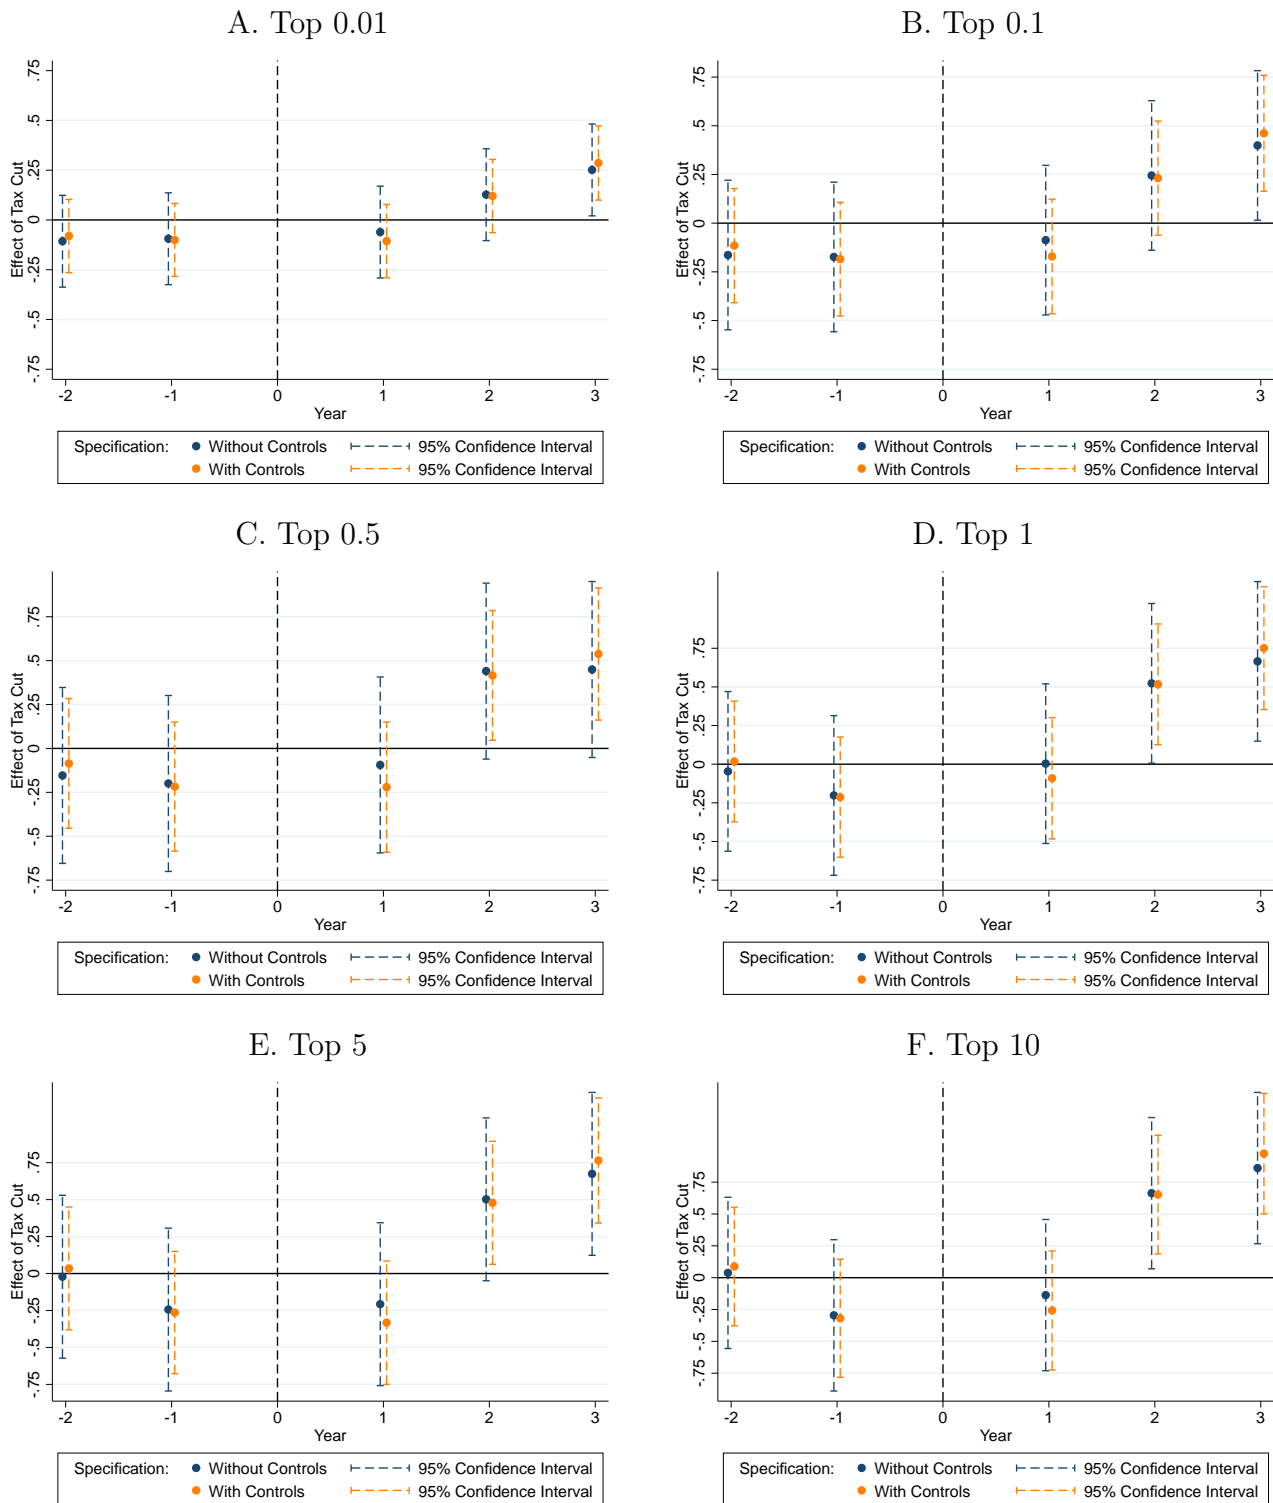 A. Top 0.01
Effect of Tax Cut
.75
.5
.25
0
-.25
-.5
-.75
-2 -1 0 1 2 3
Year
Specification: Without Controls 95% Confidence Interval
With Controls 95% Confidence Interval
B. Top 0.1
Effect of Tax Cut
.75
.5
.25
0
-.25
-.5
-.75
-2 -1 0 1 2 3
Year
Specification: Without Controls 95% Confidence Interval
With Controls 95% Confidence Interval
C. Top 0.5
Effect of Tax Cut
.75
.5
.25
0
-.25
-.5
-.75
-2 -1 0 1 2 3
Year
Specification: Without Controls 95% Confidence Interval
With Controls 95% Confidence Interval
D. Top 1
Effect of Tax Cut
.75
.5
.25
0
-.25
-.5
-.75
-2 -1 0 1 2 3
Year
Specification: Without Controls 95% Confidence Interval
With Controls 95% Confidence Interval
E. Top 5
Effect of Tax Cut
.75
.5
.25
0
-.25
-.5
-.75
-2 -1 0 1 2 3
Year
Specification: Without Controls 95% Confidence Interval
With Controls 95% Confidence Interval
F. Top 10
Effect of Tax Cut
.75
.5
.25
0
-.25
-.5
-.75
-2 -1 0 1 2 3
Year
Specification: Without Controls 95% Confidence Interval
With Controls 95% Confidence Interval